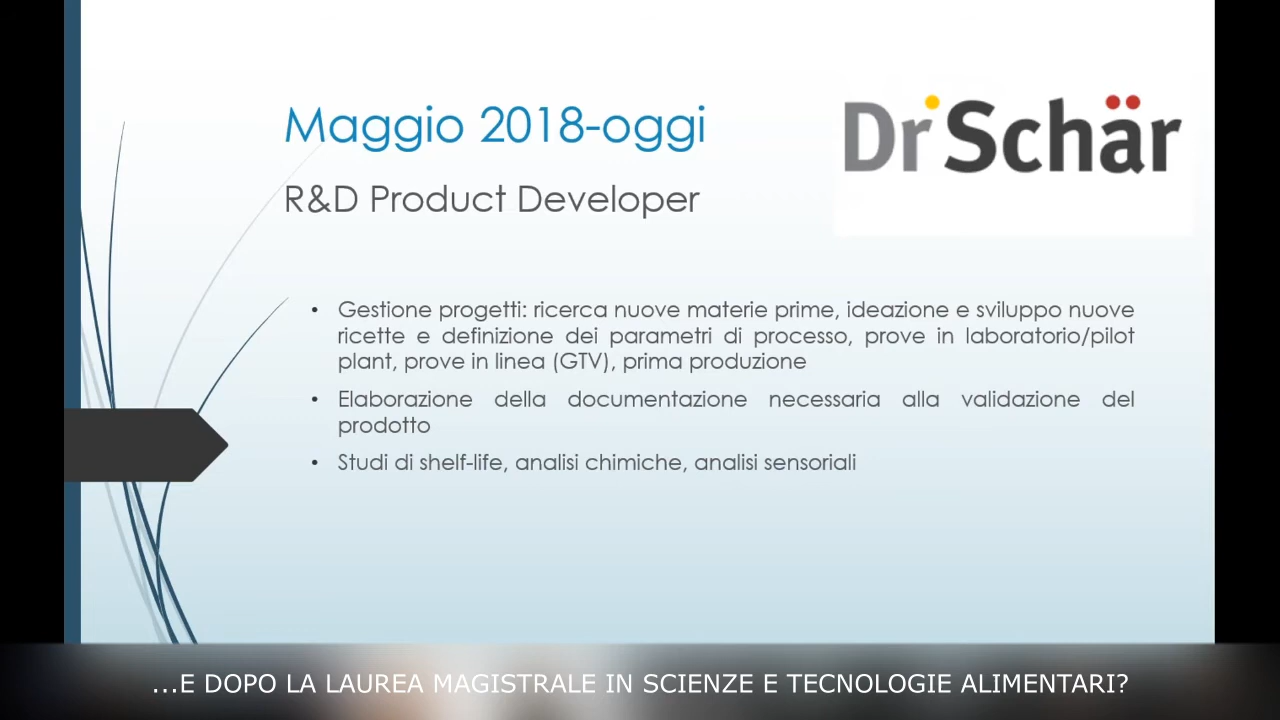 Maggio 2018-oggi
DrSchär
R&D Product Developer
• Gestione progetti: ricerca nuove materie prime, ideazione e sviluppo nuove
ricette e definizione dei parametri di processo, prove in laboratorio/pilot
plant, prove in linea (GTV), prima produzione
• Elaborazione della documentazione necessaria alla validazione del
prodotto
• Studi di shelf-life, analisi chimiche, analisi sensoriali
...E DOPO LA LAUREA MAGISTRALE IN SCIENZE E TECNOLOGIE ALIMENTARI?